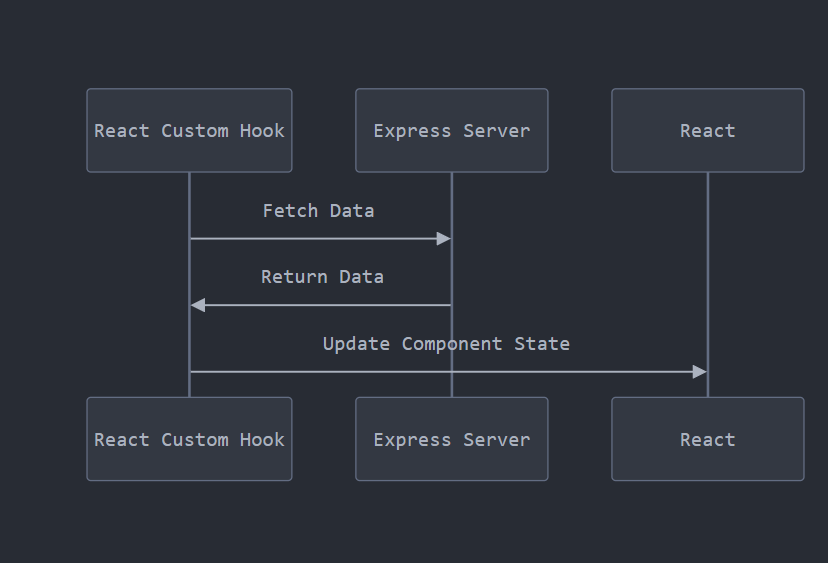 React Custom Hook
Express Server
React
Fetch Data
Return Data
Update Component State
React Custom Hook
Express Server
React